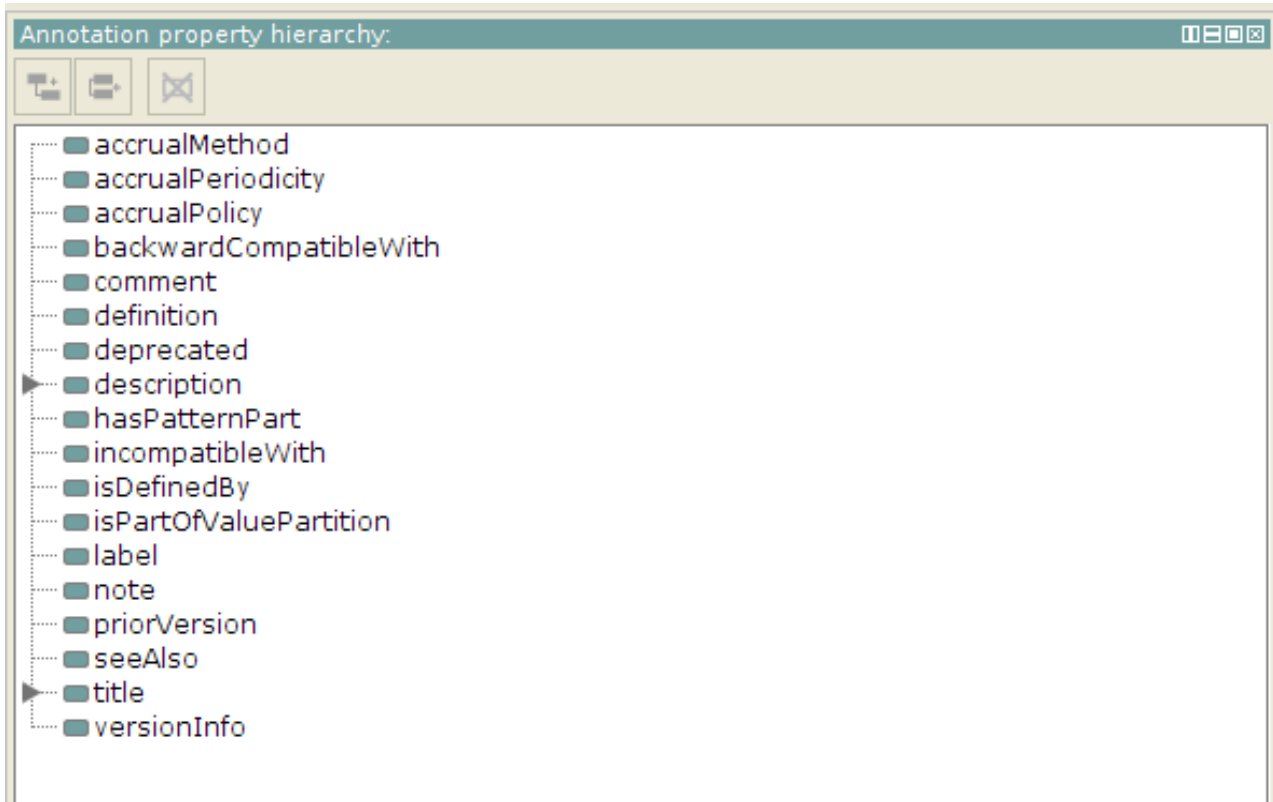 Annotation property hierarchy:
accrualMethod
accrualPeriodicity
accrualPolicy
backwardCompatibleWith
comment
definition
deprecated
description
hasPatternPart
incompatibleWith
isDefinedBy
isPartOfValuePartition
label
note
priorVersion
seeAlso
title
versionInfo